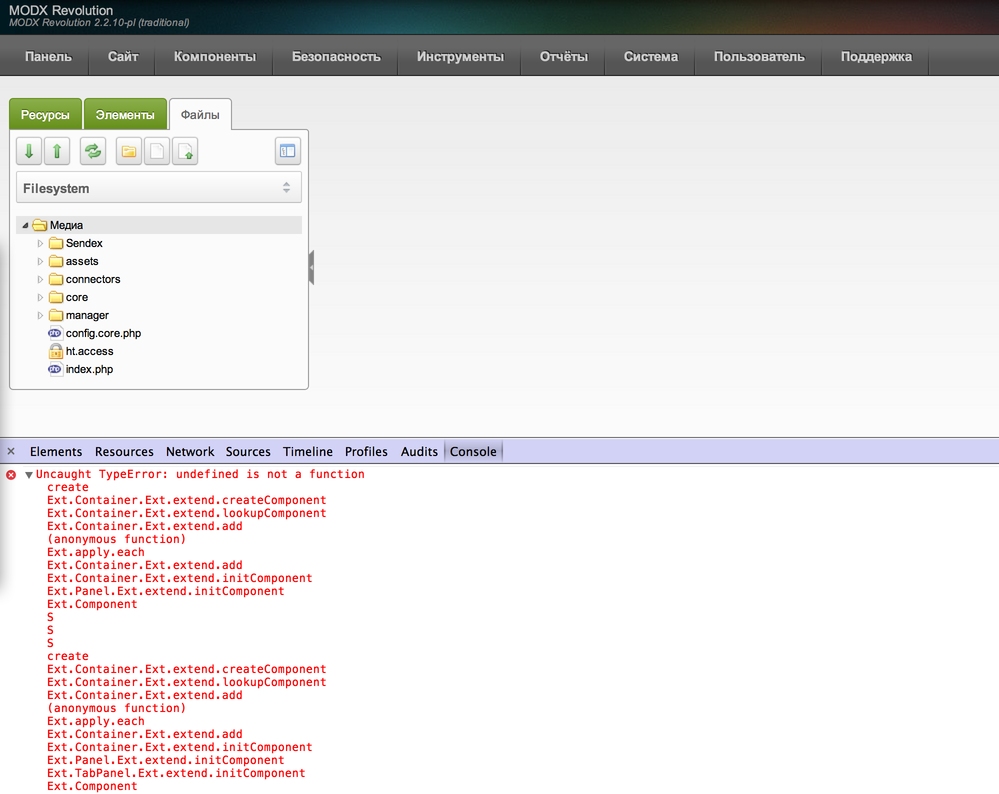 MODX Revolution
MODX Revolution 2.2.10-pl (traditional)
Панель Сайт Компоненты Безопасность Инструменты Отчёты Система Пользователь Поддержка
Ресурсы Элементы Файлы
Filesystem
Медиа
Sendex
assets
connectors
core
manager
php config.core.php
ht.access
php index.php
× Elements Resources Network Sources Timeline Profiles Audits Console
Uncaught TypeError: undefined is not a function
create
Ext.Container.Ext.extend.createComponent
Ext.Container.Ext.extend.lookupComponent
Ext.Container.Ext.extend.add
(anonymous function)
Ext.apply.each
Ext.Container.Ext.extend.add
Ext.Container.Ext.extend.initComponent
Ext.Panel.Ext.extend.initComponent
Ext.Component
S
S
S
create
Ext.Container.Ext.extend.createComponent
Ext.Container.Ext.extend.lookupComponent
Ext.Container.Ext.extend.add
(anonymous function)
Ext.apply.each
Ext.Container.Ext.extend.add
Ext.Container.Ext.extend.initComponent
Ext.Panel.Ext.extend.initComponent
Ext.TabPanel.Ext.extend.initComponent
Ext.Component